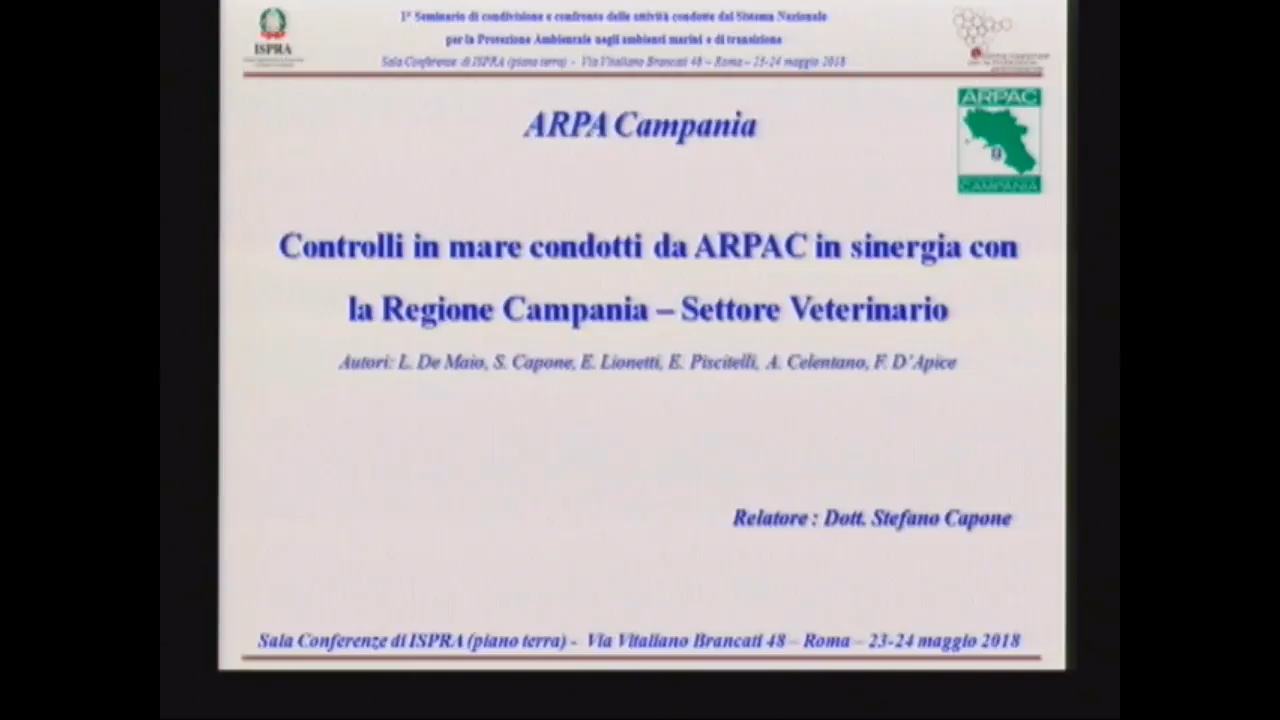 1° Seminario di condivisione e confronto delle attività condotte dal Sistema Nazionale
per la Protezione Ambientale negli ambienti marini e di transizione
Sala Conferenze di ISPRA (piano terra) - Via Vitaliano Brancati 48 – Roma – 23-24 maggio 2018
ISPRA
ARPAC
CAMPANIA
ARPA Campania
Controlli in mare condotti da ARPAC in sinergia con
la Regione Campania – Settore Veterinario
Autori: L. De Maio, S. Capone, E. Lionetti, E. Piscitelli, A. Celentano, F. D'Apice
Relatore : Dott. Stefano Capone
Sala Conferenze di ISPRA (piano terra) - Via Vitaliano Brancati 48 – Roma – 23-24 maggio 2018